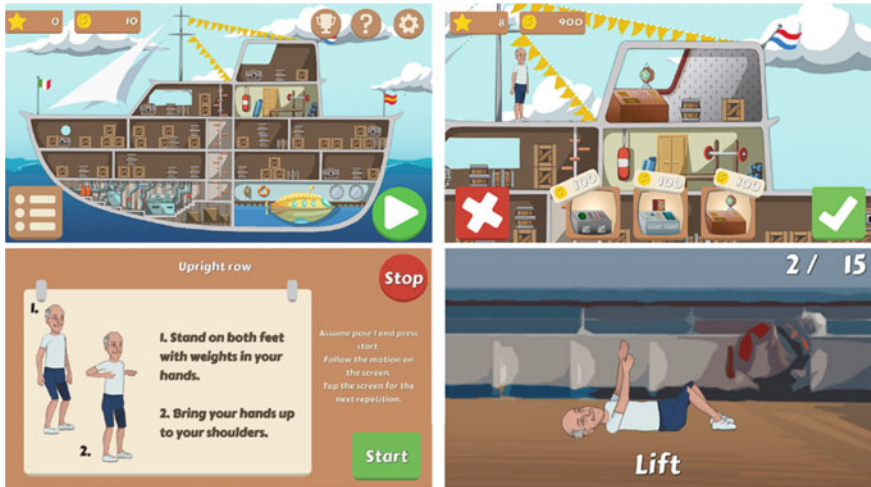 0
10
?
8
900
100
100
100
Upright row
Stop
1.
1. Stand on both feet
with weights in your
hands.
2. Bring your hands up
to your shoulders.
2.
Assume pose 1 and press
start.
Follow the motion on
the screen.
Tap the screen for the
next repetition.
Start
2 / 15
Lift